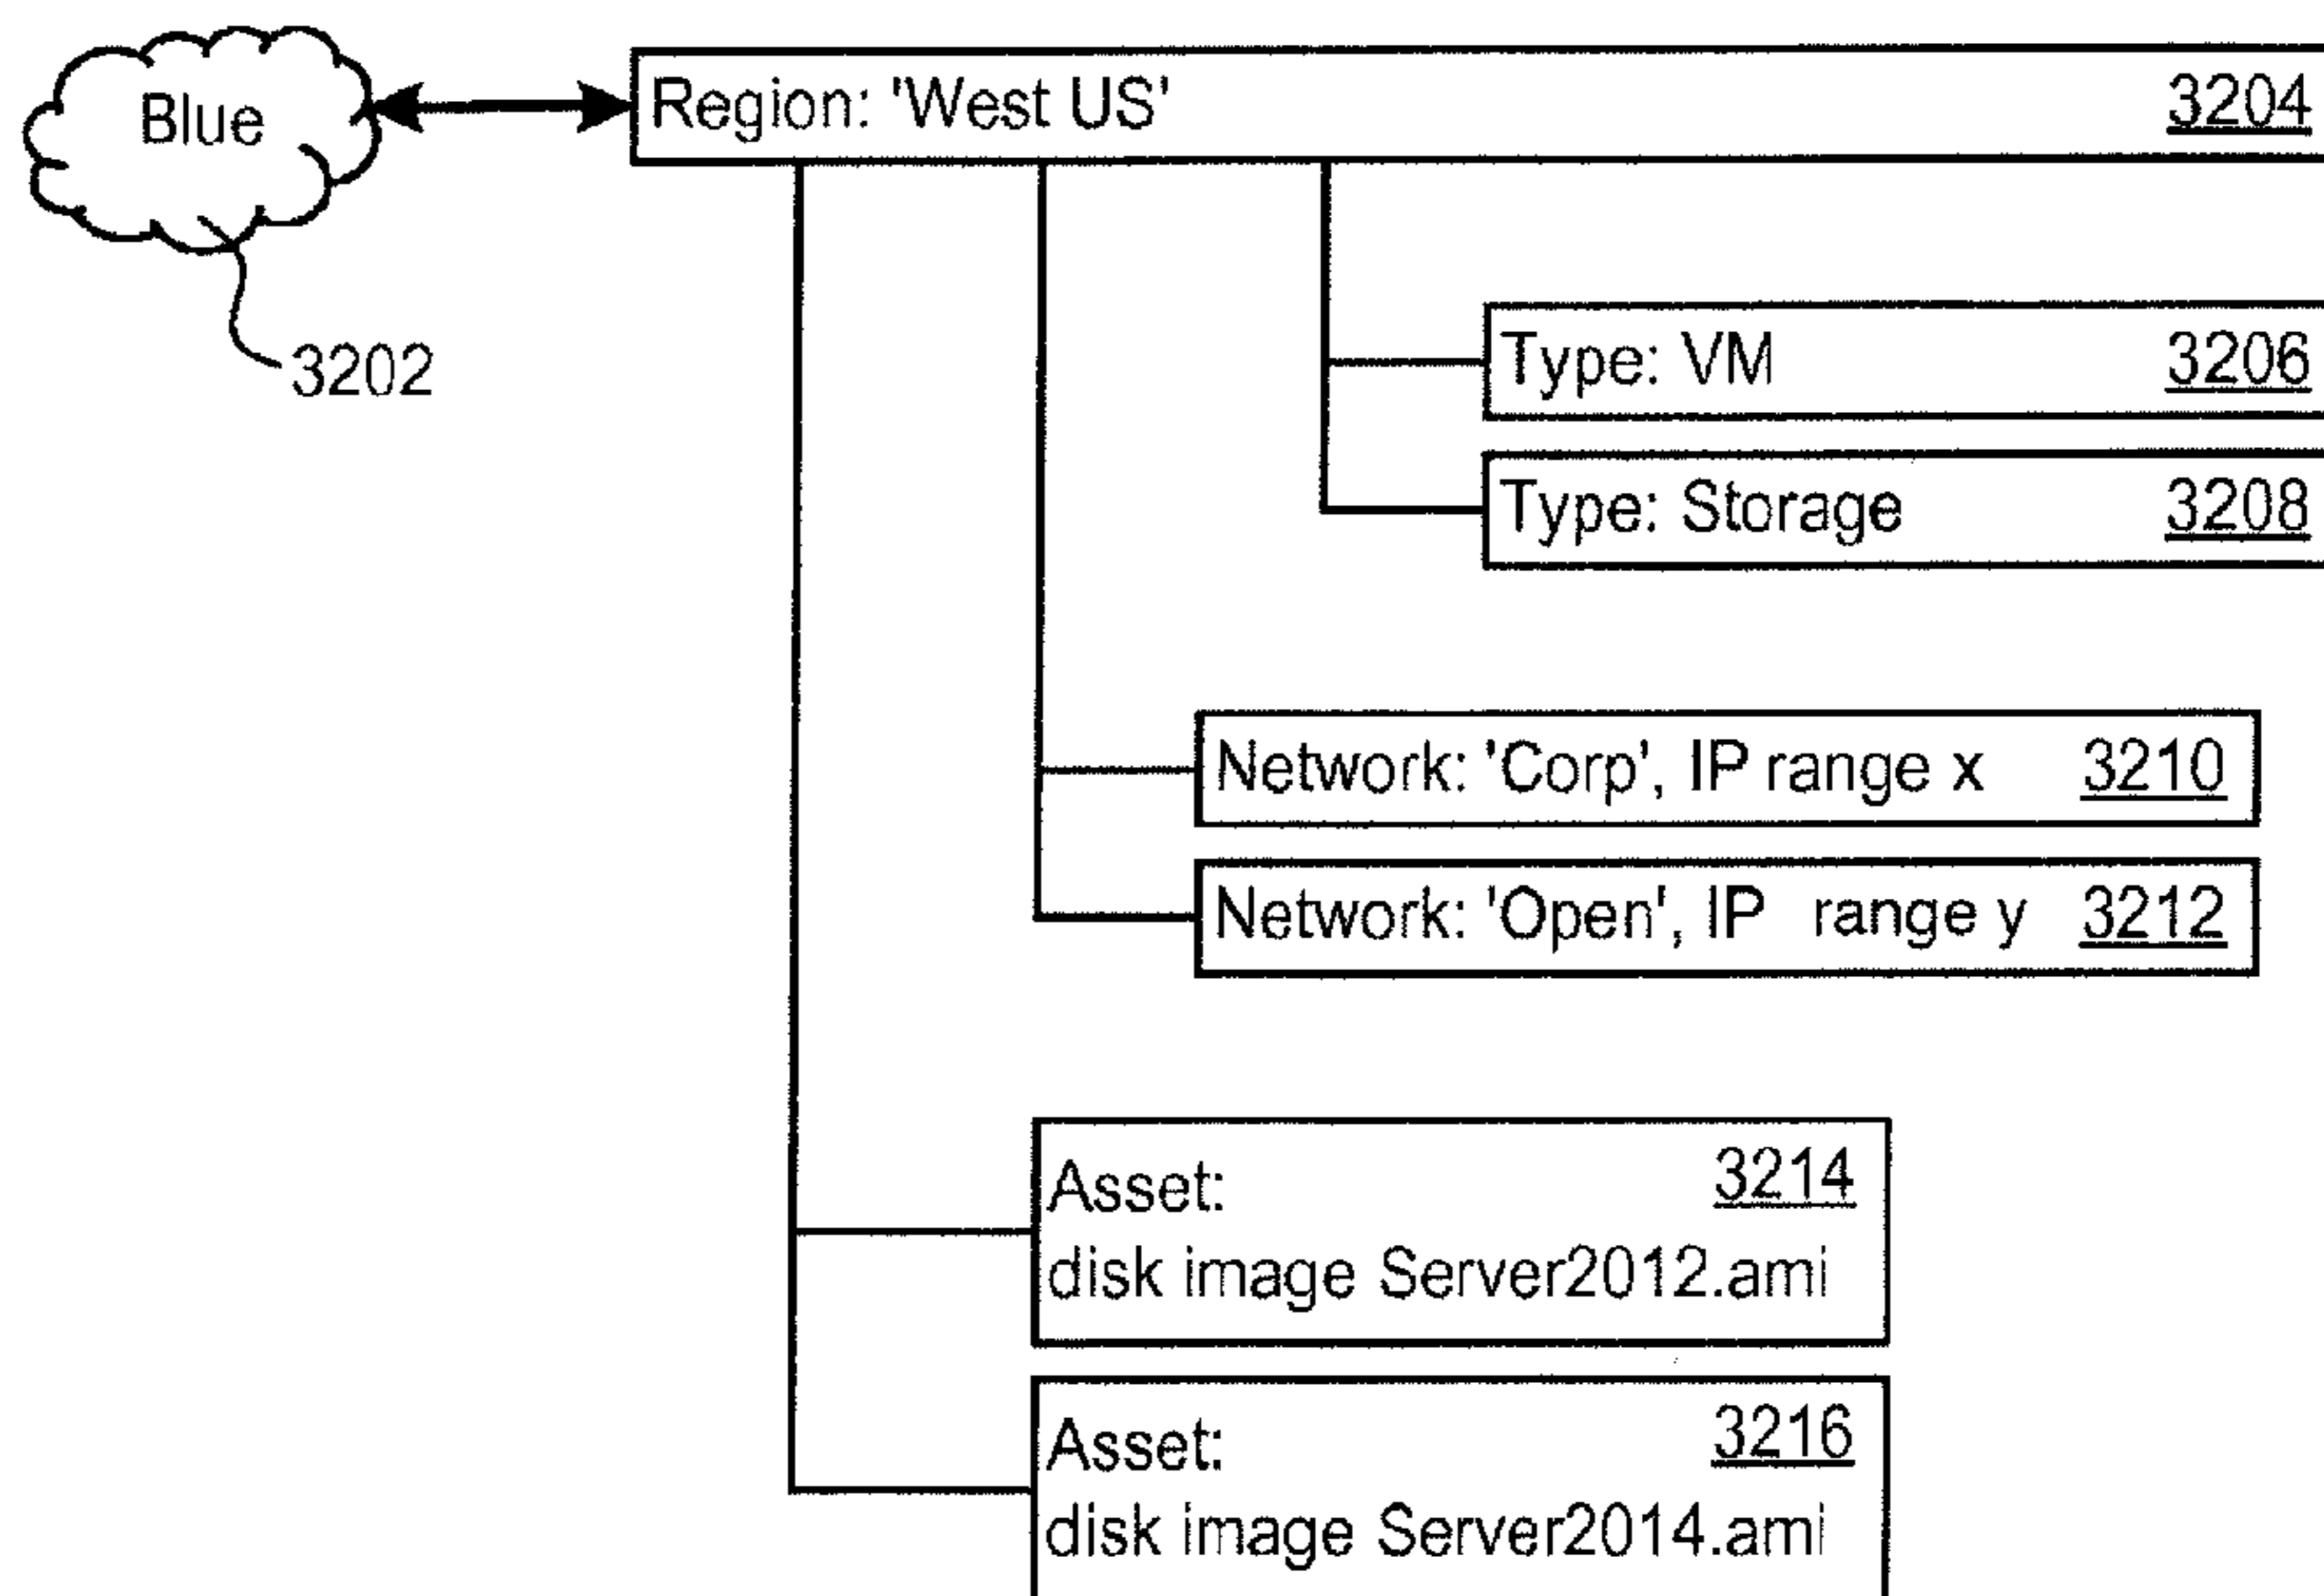 Blue
Region: 'West US' 3204
3202
Type: VM 3206
Type: Storage 3208
Network: 'Corp', IP range x 3210
Network: 'Open', IP range y 3212
Asset: 3214
disk image Server2012.ami
Asset: 3216
disk image Server2014.ami